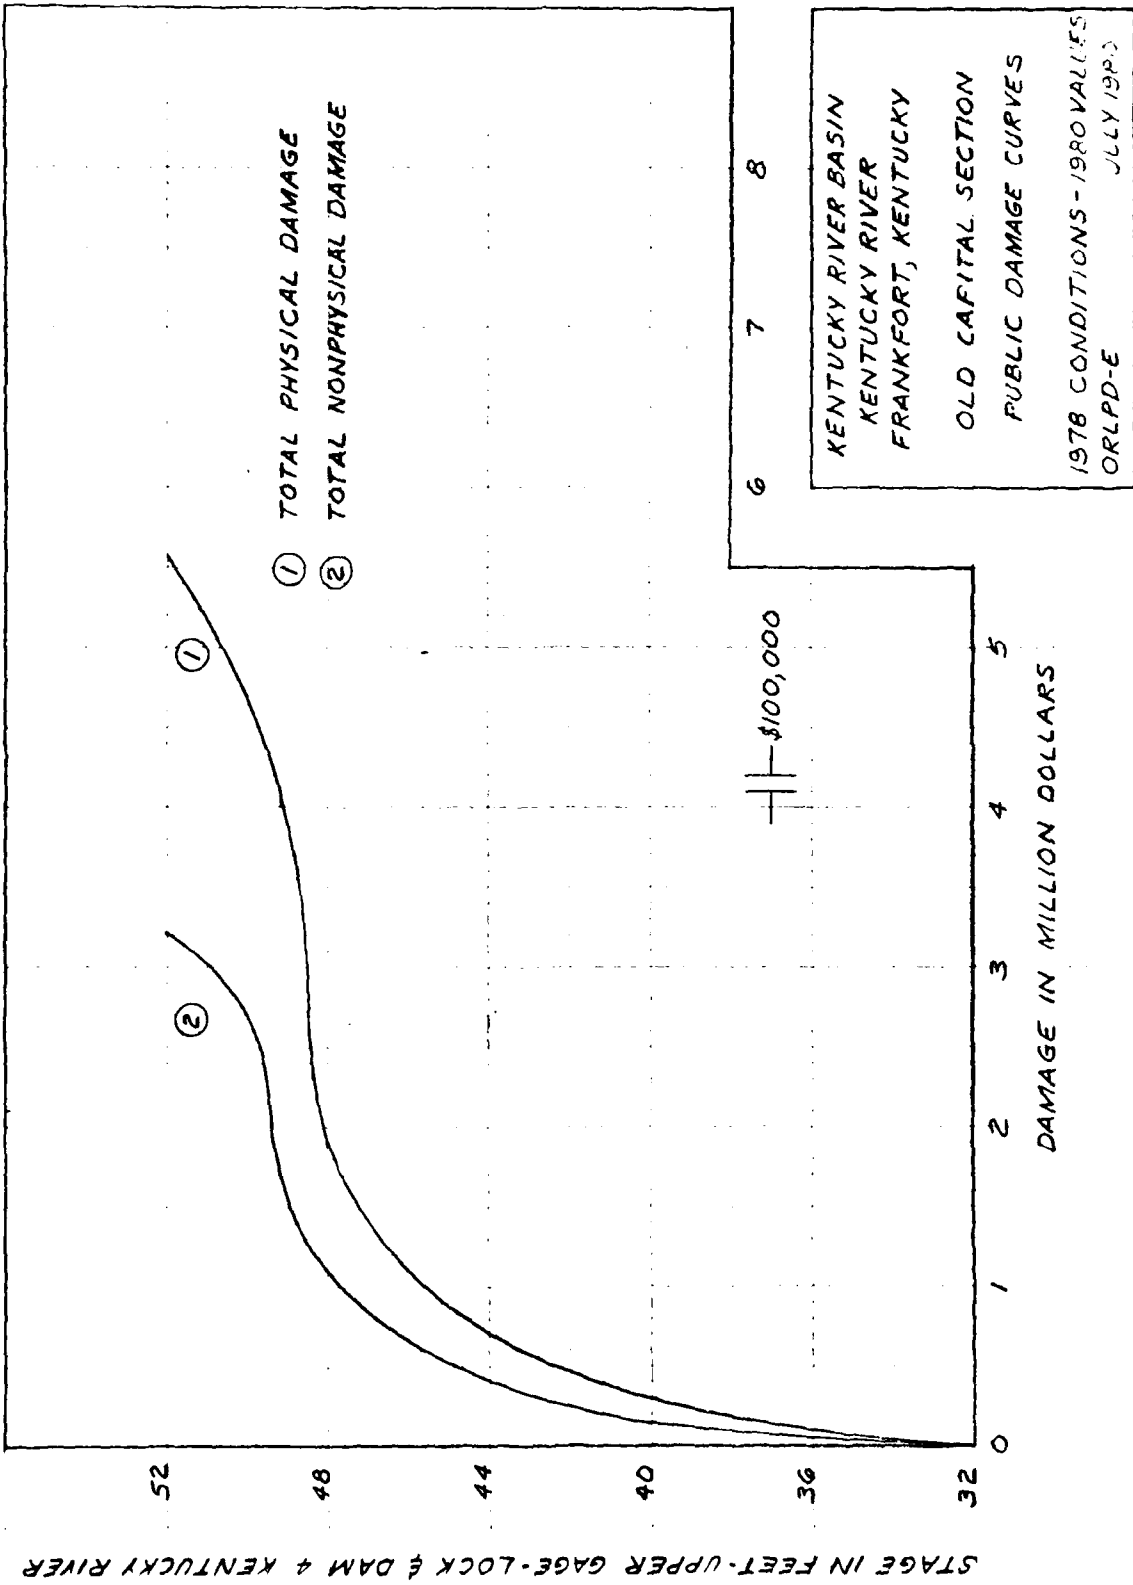 STAGE IN FEET-UPPER GAGE-LOCK & DAM 4 KENTUCKY RIVER
52
48
44
40
36
32
① TOTAL PHYSICAL DAMAGE
② TOTAL NONPHYSICAL DAMAGE
①
②
$100,000
0 1 2 3 4 5
6 7 8
DAMAGE IN MILLION DOLLARS
KENTUCKY RIVER BASIN
KENTUCKY RIVER
FRANKFORT, KENTUCKY
OLD CAPITAL SECTION
PUBLIC DAMAGE CURVES
1978 CONDITIONS-1980 VALUES
ORLPD-E JULY 1980